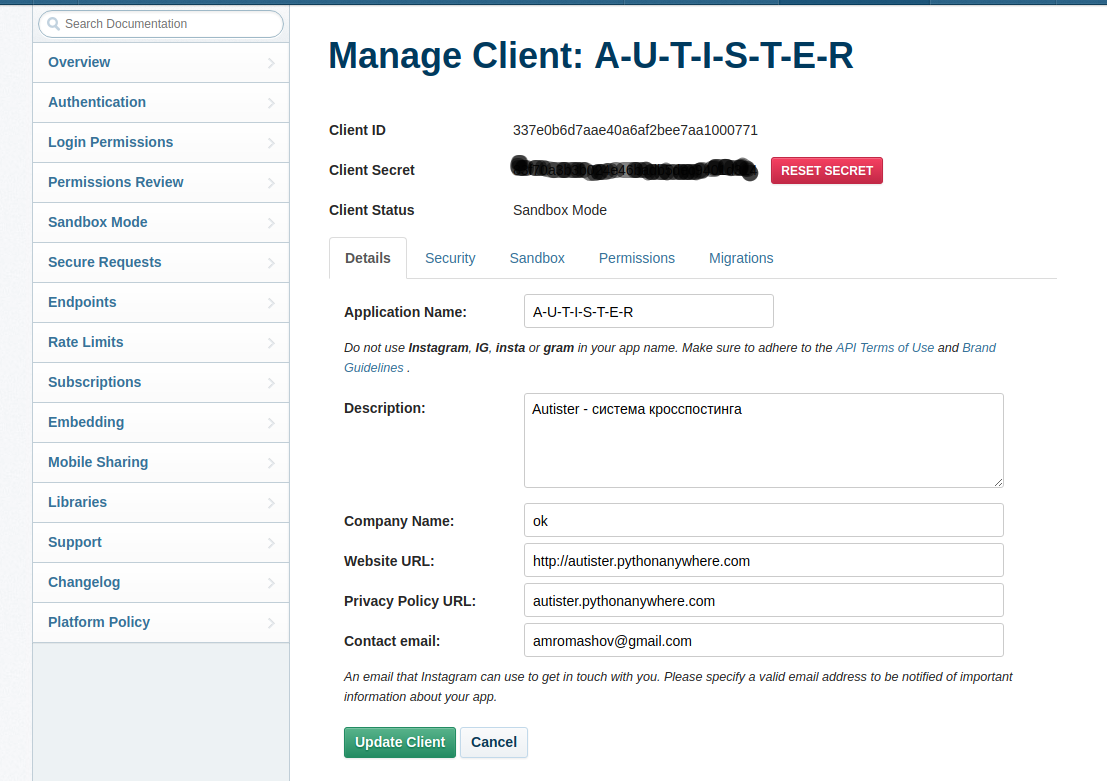 Search Documentation
Overview
Authentication
Login Permissions
Permissions Review
Sandbox Mode
Secure Requests
Endpoints
Rate Limits
Subscriptions
Embedding
Mobile Sharing
Libraries
Support
Changelog
Platform Policy
Manage Client: A-U-T-I-S-T-E-R
Client ID 337e0b6d7aae40a6af2bee7aa1000771
Client Secret RESET SECRET
Client Status Sandbox Mode
Details Security Sandbox Permissions Migrations
Application Name: A-U-T-I-S-T-E-R
Do not use Instagram, IG, insta or gram in your app name. Make sure to adhere to the API Terms of Use and Brand
Guidelines .
Description: Autister - система кросспостинга
Company Name: ok
Website URL: http://autister.pythonanywhere.com
Privacy Policy URL: autister.pythonanywhere.com
Contact email: amromashov@gmail.com
An email that Instagram can use to get in touch with you. Please specify a valid email address to be notified of important
information about your app.
Update Client Cancel